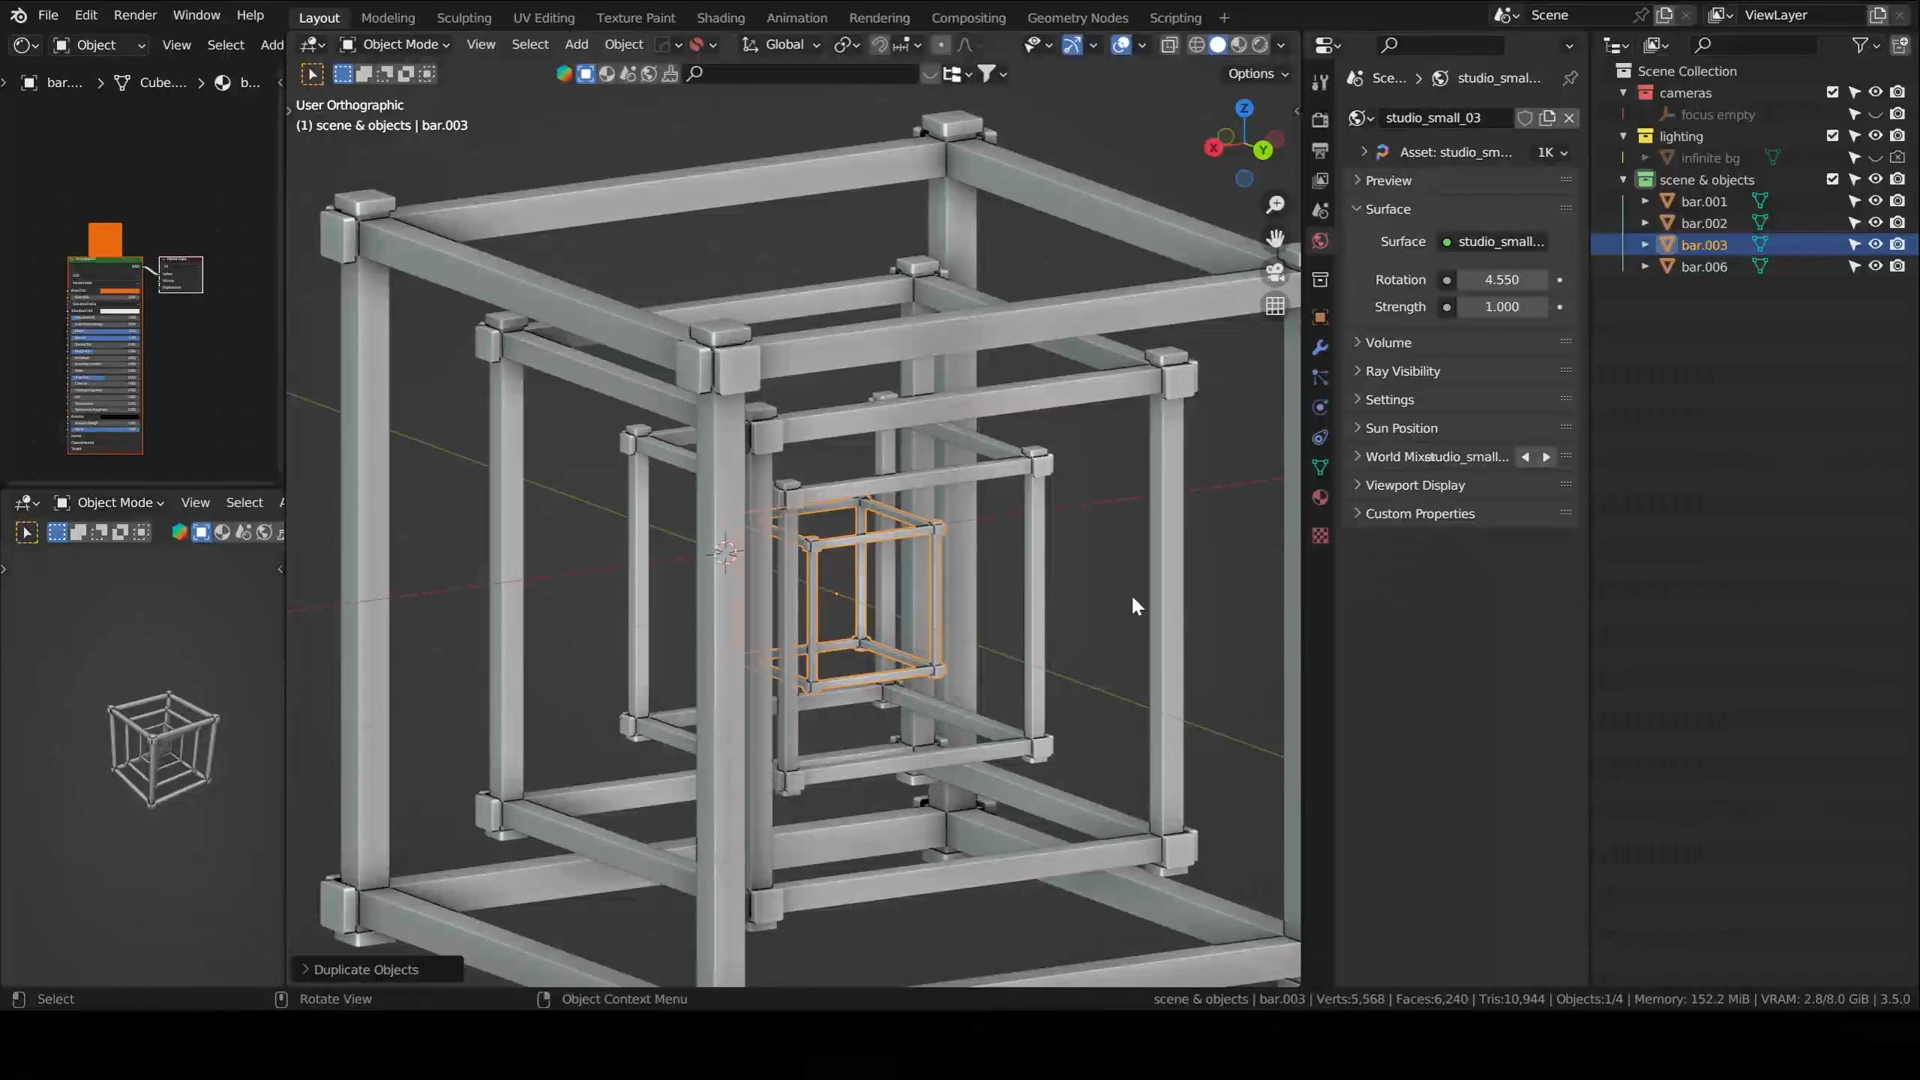 File Edit Render Window Help
Layout Modeling Sculpting UV Editing Texture Paint Shading Animation Rendering Compositing Geometry Nodes Scripting +
Scene
ViewLayer
Object View Select Add
Object Mode View Select Add Object
Global
bar.... > Cube.... > b...
Options
User Orthographic
(1) scene & objects | bar.003
Z
X
Y
Sce... > studio_smal...
studio_small_03
Asset: studio_sm... 1K
Preview
Surface
Surface studio_small...
Rotation 4.550
Strength 1.000
Volume
Ray Visibility
Settings
Sun Position
World Mix studio_small...
Viewport Display
Custom Properties
Scene Collection
cameras
focus empty
lighting
infinite bg
scene & objects
bar.001
bar.002
bar.003
bar.006
Object Mode View Select
Duplicate Objects
Select
Rotate View
Object Context Menu
scene & objects | bar.003 | Verts:5,568 | Faces:6,240 | Tris:10,944 | Objects:1/4 | Memory: 152.2 MiB | VRAM: 2.8/8.0 GiB | 3.5.0